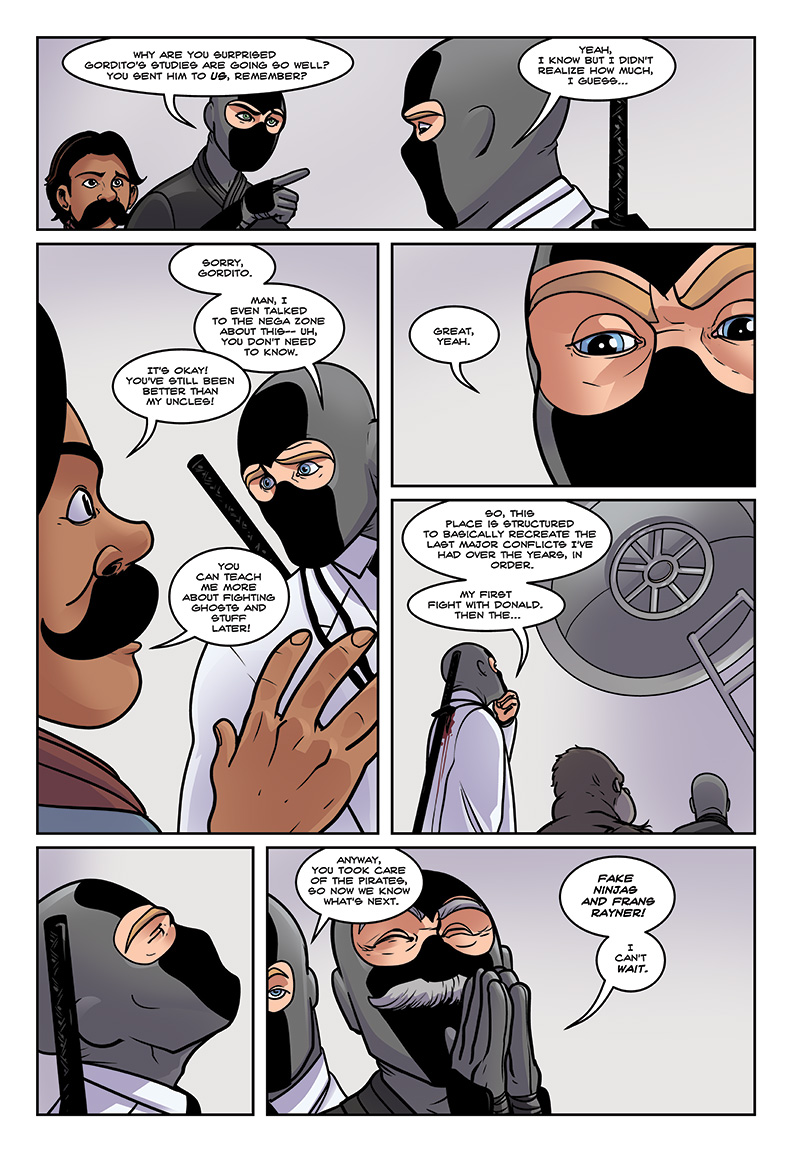 WHY ARE YOU SURPRISED
GORDITO'S STUDIES ARE GOING SO WELL?
YOU SENT HIM TO US, REMEMBER?
YEAH,
I KNOW BUT I DIDN'T
REALIZE HOW MUCH,
I GUESS...
SORRY,
GORDITO.
MAN, I
EVEN TALKED
TO THE NEGA ZONE
ABOUT THIS-- UH,
YOU DON'T NEED
TO KNOW.
IT'S OKAY!
YOU'VE STILL BEEN
BETTER THAN
MY UNCLES!
YOU
CAN TEACH
ME MORE
ABOUT FIGHTING
GHOSTS AND
STUFF
LATER!
GREAT,
YEAH.
SO, THIS
PLACE IS STRUCTURED
TO BASICALLY RECREATE THE
LAST MAJOR CONFLICTS I'VE
HAD OVER THE YEARS, IN
ORDER.
MY FIRST
FIGHT WITH DONALD.
THEN THE...
ANYWAY,
YOU TOOK CARE
OF THE PIRATES,
SO NOW WE KNOW
WHAT'S NEXT.
FAKE
NINJAS
AND FRANS
RAYNER!
I
CAN'T
WAIT.